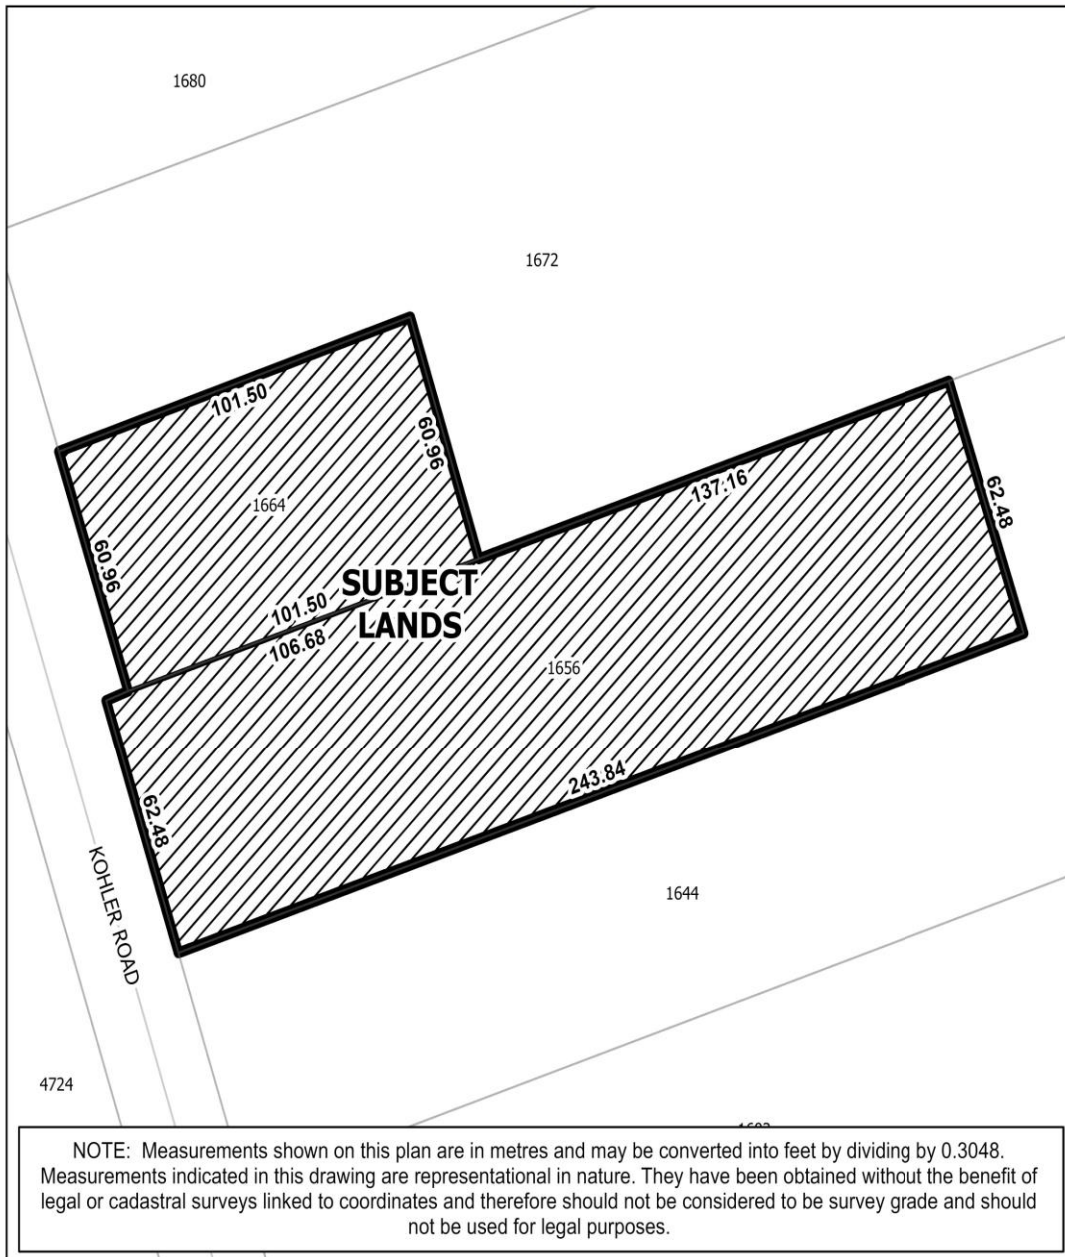 1680
1672
101.50
60.96
137.16
62.48
1664
60.96
SUBJECT
LANDS
101.50
106.68
1656
243.84
62.48
KOHLER ROAD
1644
4724
NOTE: Measurements shown on this plan are in metres and may be converted into feet by dividing by 0.3048.
Measurements indicated in this drawing are representational in nature. They have been obtained without the benefit of
legal or cadastral surveys linked to coordinates and therefore should not be considered to be survey grade and should
not be used for legal purposes.